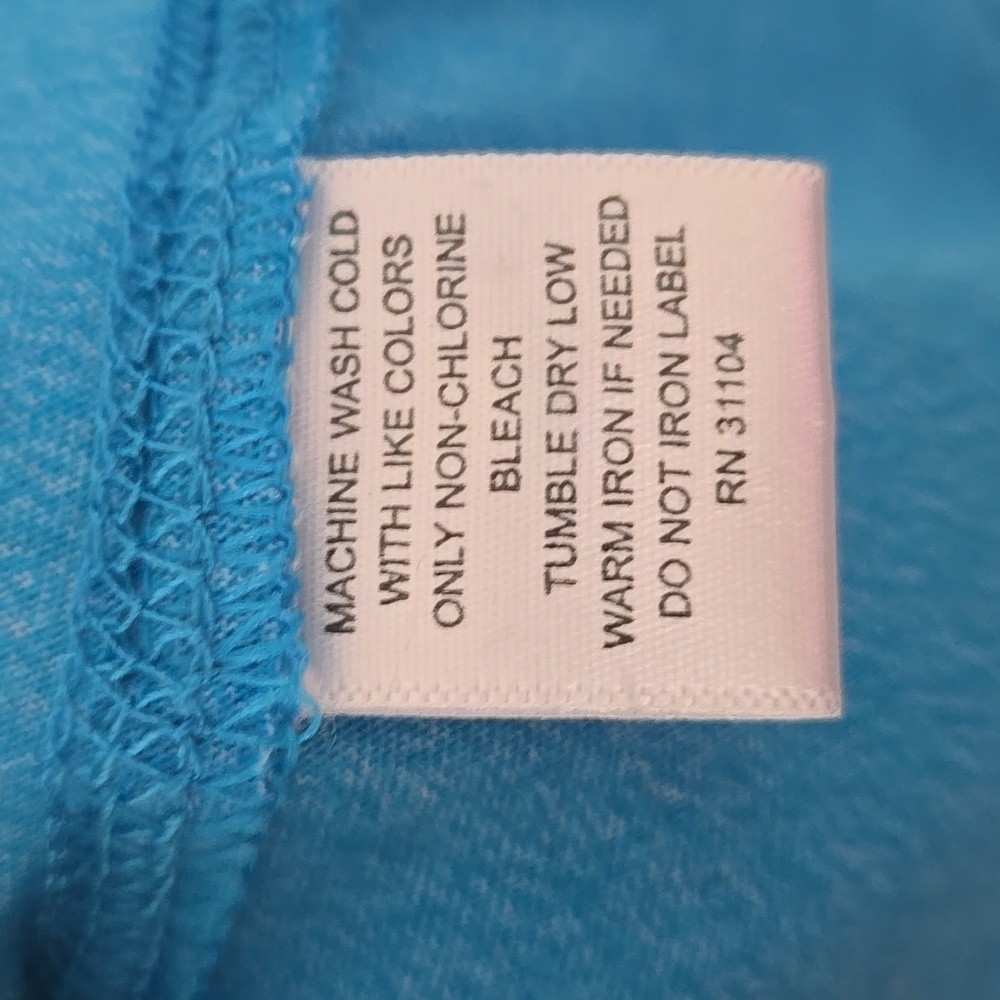 MACHINE WASH COLD
WITH LIKE COLORS
ONLY NON-CHLORINE
BLEACH
TUMBLE DRY LOW
WARM IRON IF NEEDED
DO NOT IRON LABEL
RN 31104